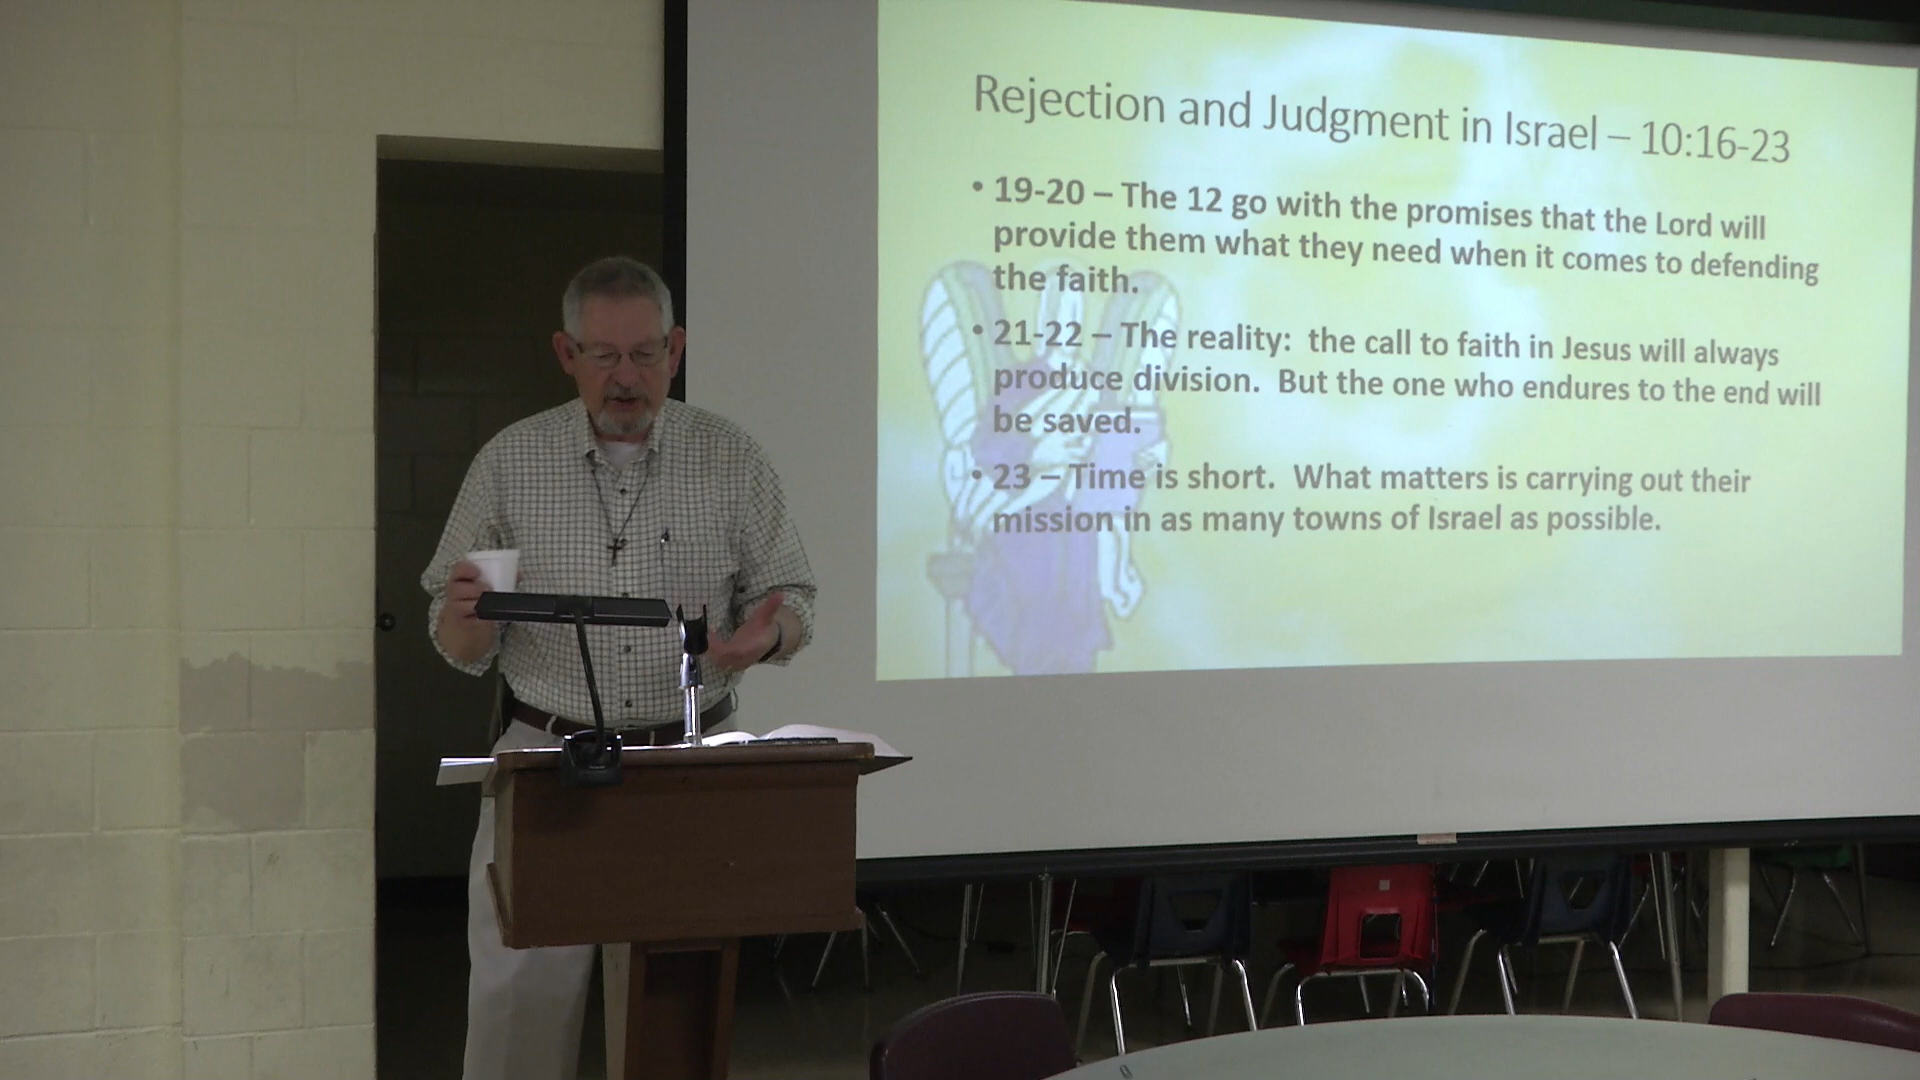 Rejection and Judgment in Israel – 10:16-23
• 19-20 – The 12 go with the promises that the Lord will
provide them what they need when it comes to defending
the faith.
• 21-22 – The reality:  the call to faith in Jesus will always
produce division.  But the one who endures to the end will
be saved.
• 23 – Time is short.  What matters is carrying out their
mission in as many towns of Israel as possible.